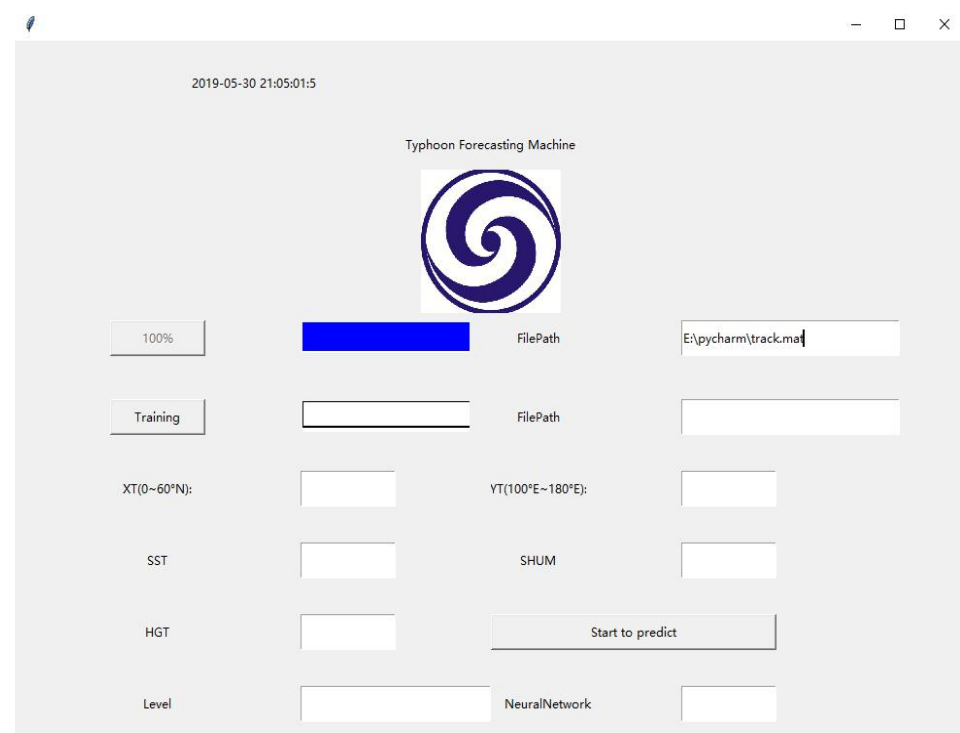 2019-05-30 21:05:01:5
Typhoon Forecasting Machine
100% FilePath E:\pycharm\track.mat
Training FilePath
XT(0~60°N): YT(100°E~180°E):
SST SHUM
HGT Start to predict
Level NeuralNetwork